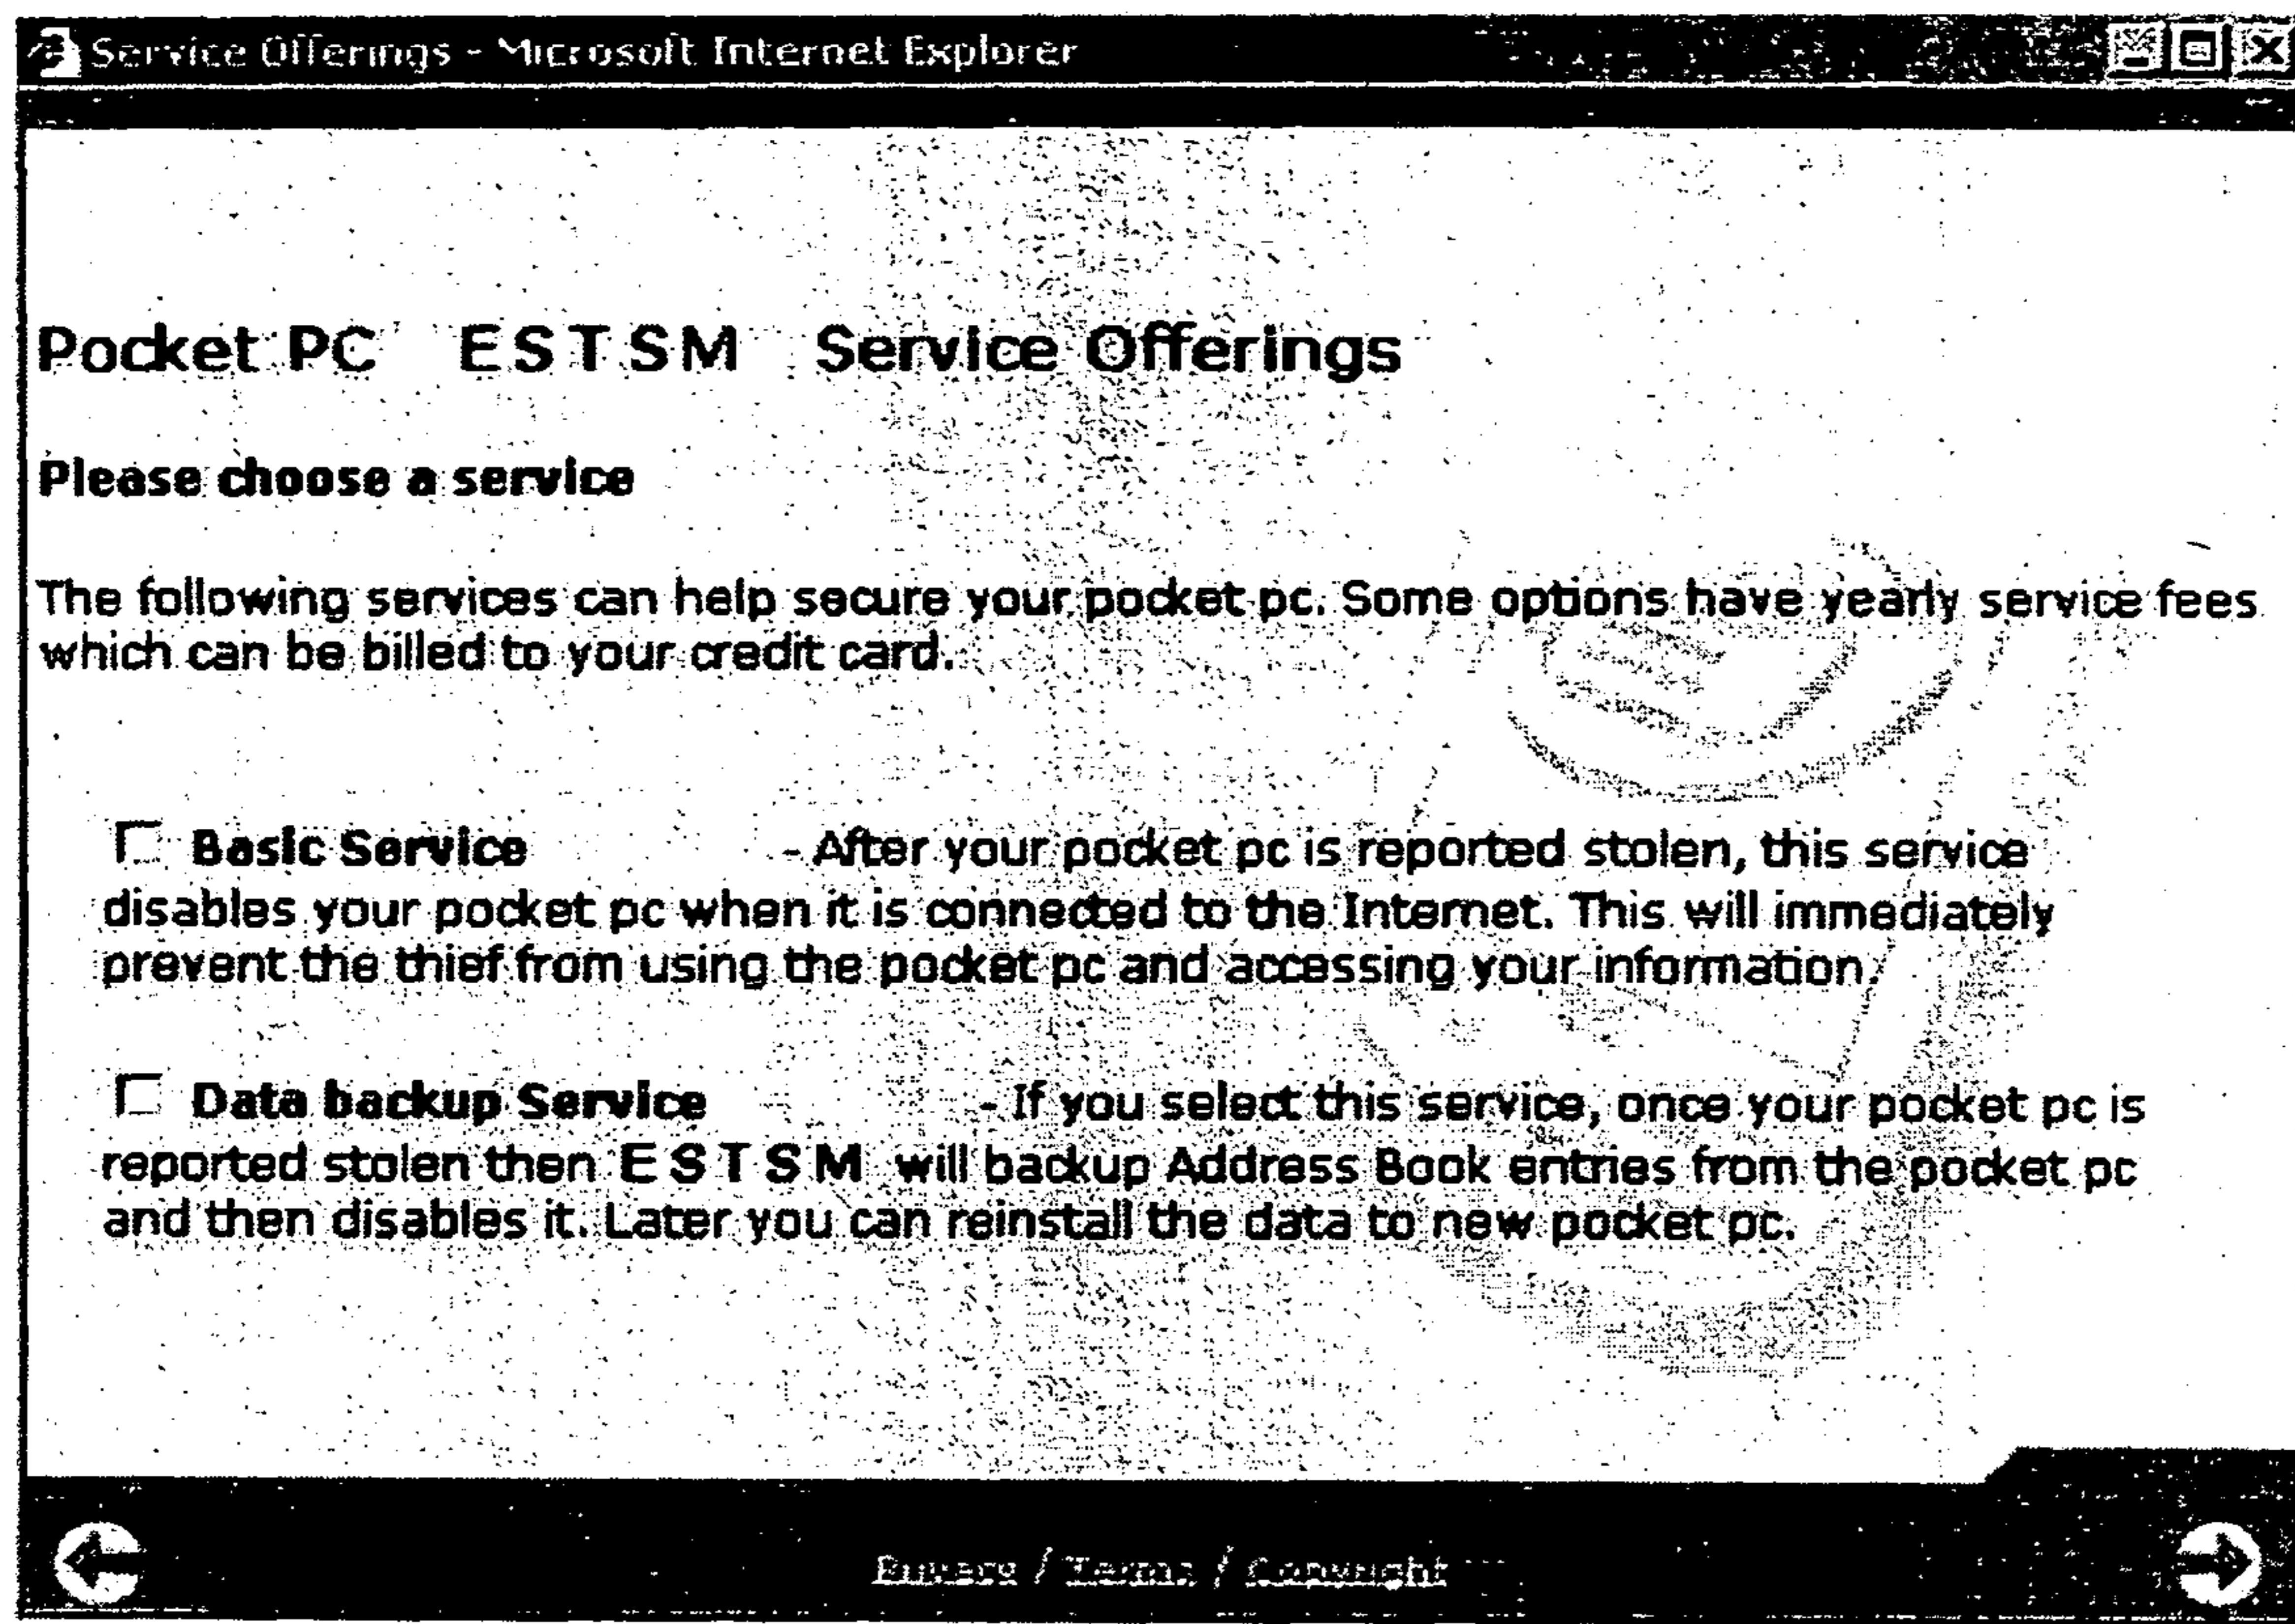 Service Offerings - Microsoft Internet Explorer
Pocket PC ESTSM Service Offerings
Please choose a service
The following services can help secure your pocket pc. Some options have yearly service fees
which can be billed to your credit card.
Basic Service - After your pocket pc is reported stolen, this service
disables your pocket pc when it is connected to the Internet. This will immediately
prevent the thief from using the pocket pc and accessing your information.
Data backup Service - If you select this service, once your pocket pc is
reported stolen then ESTSM will backup Address Book entries from the pocket pc
and then disables it. Later you can reinstall the data to new pocket pc.
Privacy / Terms / Copyright